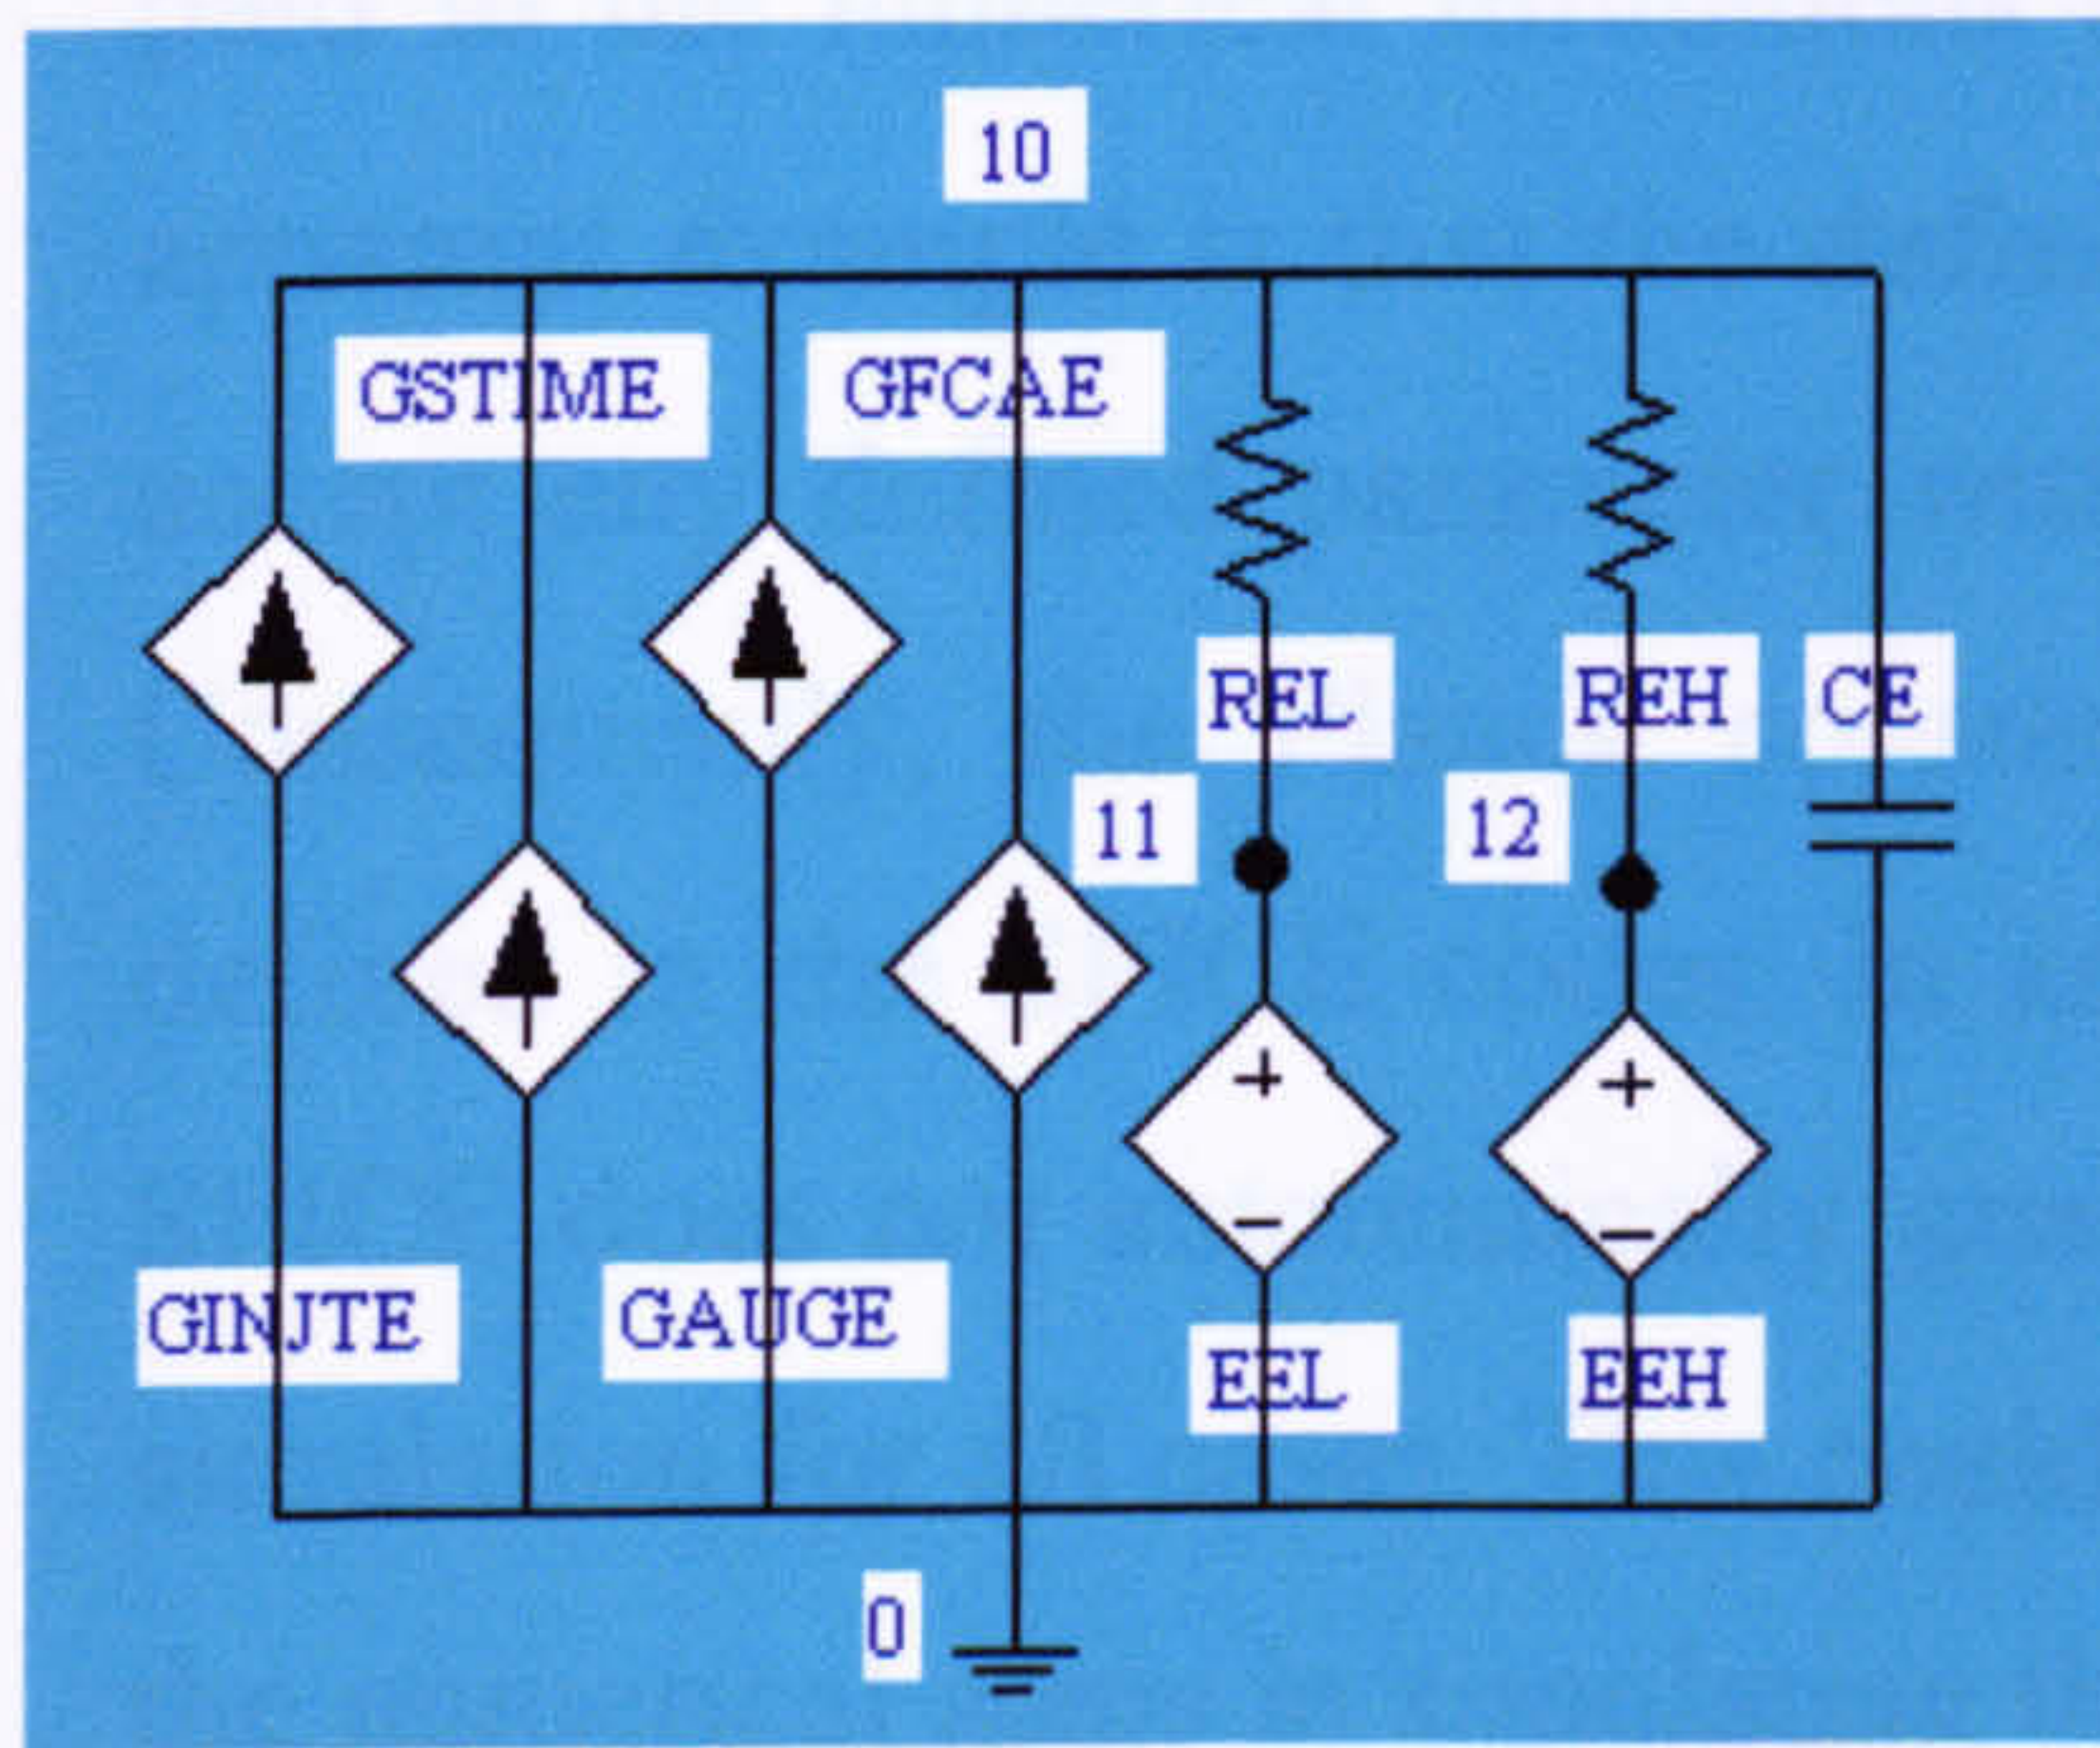 10
GSTIME
GFCAE
REL
REH
CE
11
12
GINJTE
GAUGE
EEL
EEH
0